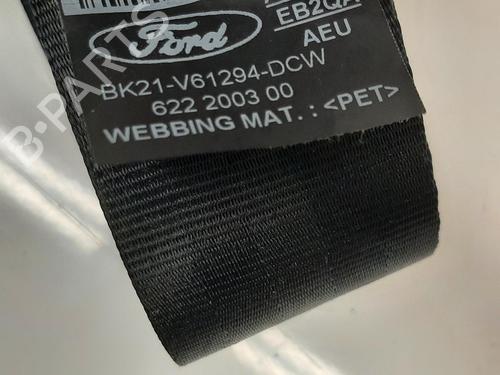 B-PARTS
Ford
EB2QA
AEU
BK21-V61294-DCW
622 2003 00
WEBBING MAT. : <PET>